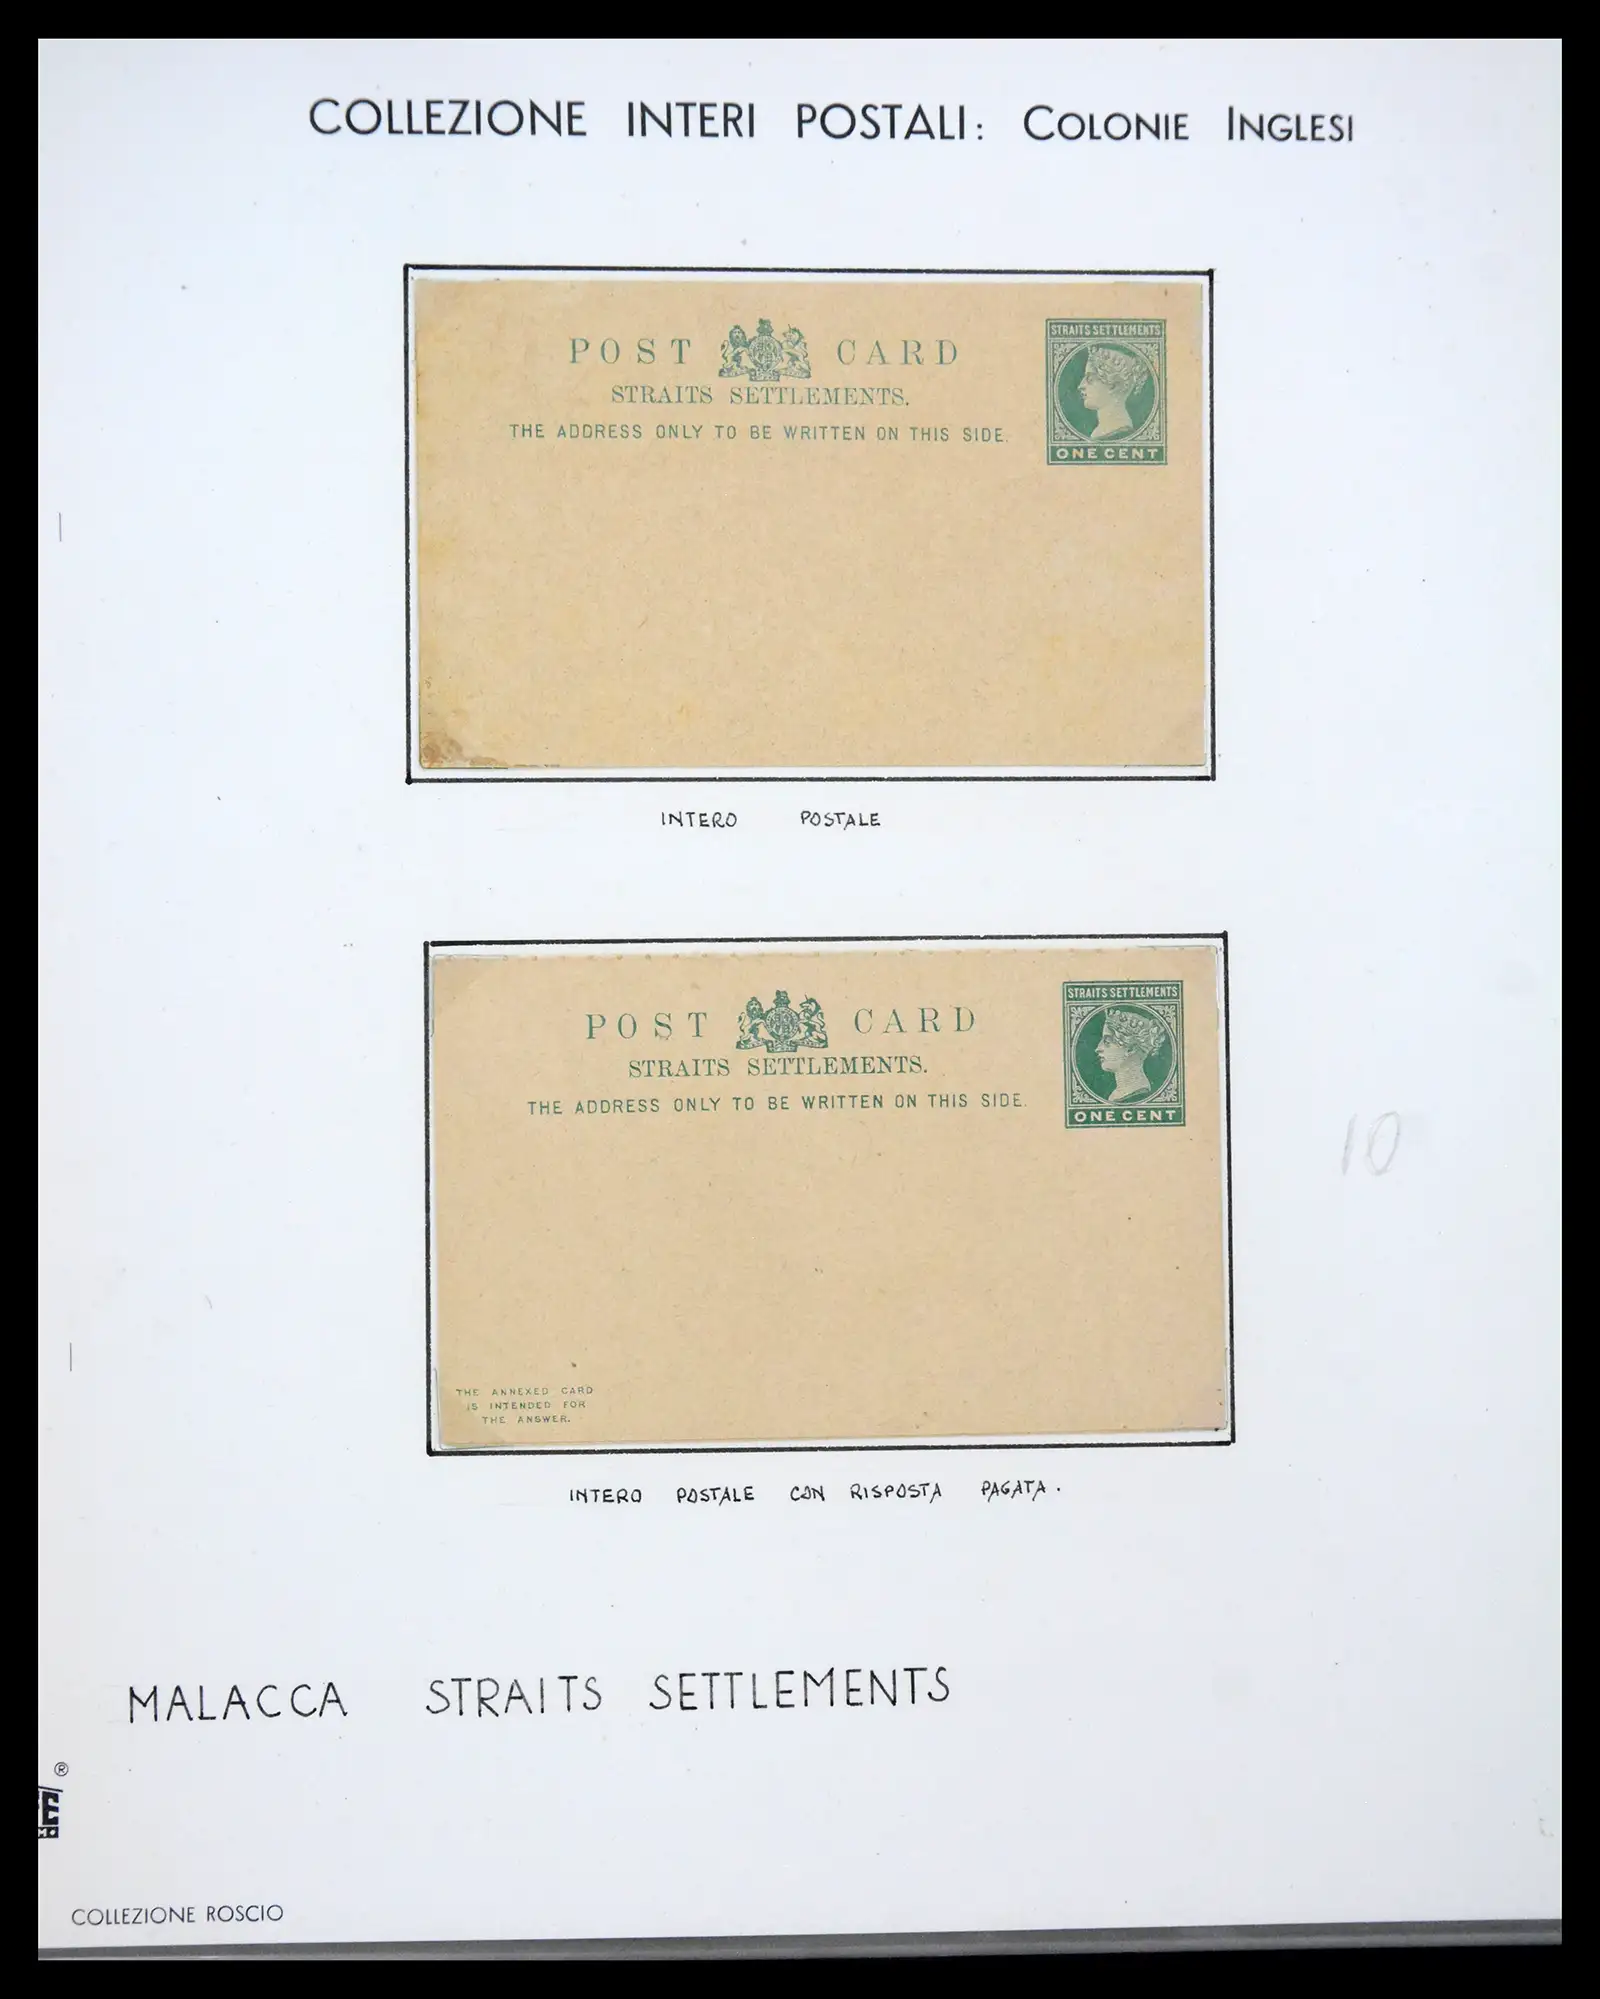 COLLEZIONE INTERI POSTALI: COLONIE INGLESI
POST CARD
STRAITS SETTLEMENTS.
THE ADDRESS ONLY TO BE WRITTEN ON THIS SIDE.
STRAITS SETTLEMENTS
ONE CENT
INTERO POSTALE
POST CARD
STRAITS SETTLEMENTS.
THE ADDRESS ONLY TO BE WRITTEN ON THIS SIDE.
STRAITS SETTLEMENTS
ONE CENT
10
THE ANNEXED CARD
IS INTENDED FOR
THE ANSWER.
INTERO POSTALE CON RISPOSTA PAGATA.
MALACCA STRAITS SETTLEMENTS
®
COLLEZIONE ROSCIO